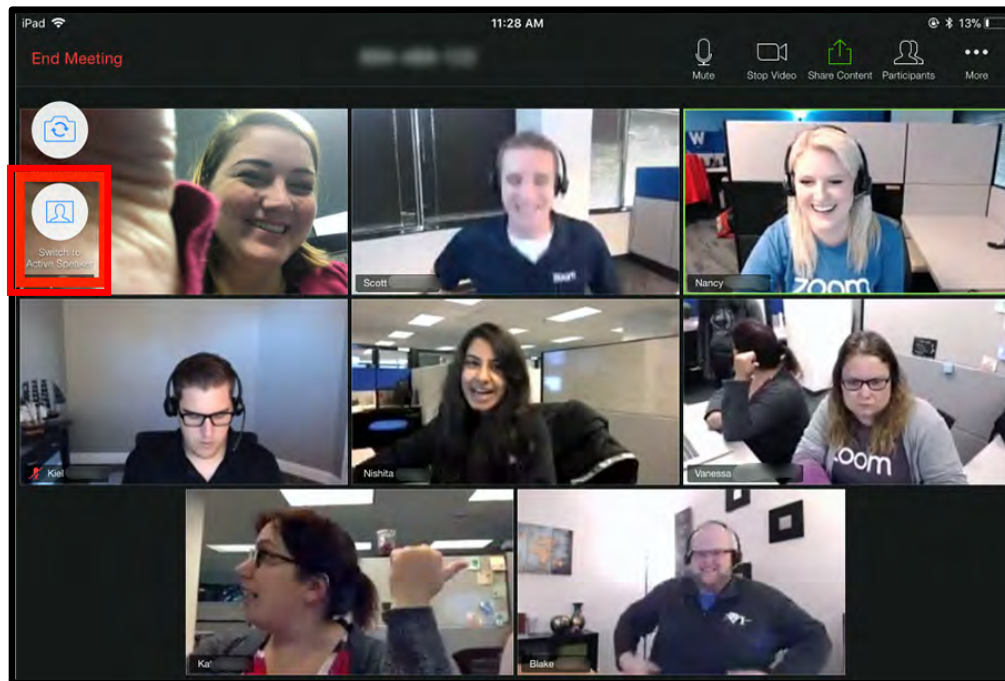 iPad 11:28 AM 13%
End Meeting
Mute Stop Video Share Content Participants More
Switch to
Active Speaker
W
Scott
Nancy
zoom
Kiel
Nishita
Vanessa
zoom
Blake